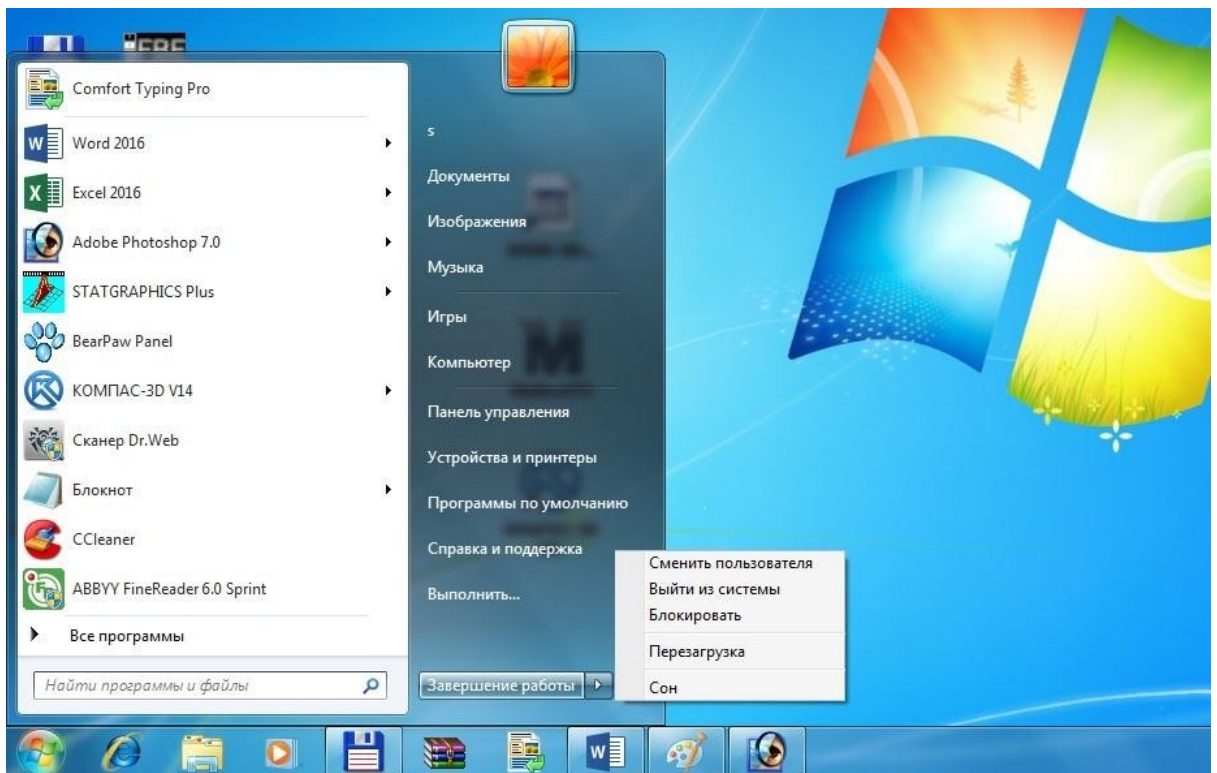 Comfort Typing Pro
Word 2016
Excel 2016
Adobe Photoshop 7.0
STATGRAPHICS Plus
BearPaw Panel
КОМПАС-3D V14
Сканер Dr.Web
Блокнот
CCleaner
ABBYY FineReader 6.0 Sprint
Все программы
Найти программы и файлы
s
Документы
Изображения
Музыка
Игры
Компьютер
Панель управления
Устройства и принтеры
Программы по умолчанию
Справка и поддержка
Выполнить...
Завершение работы
Сменить пользователя
Выйти из системы
Блокировать
Перезагрузка
Сон